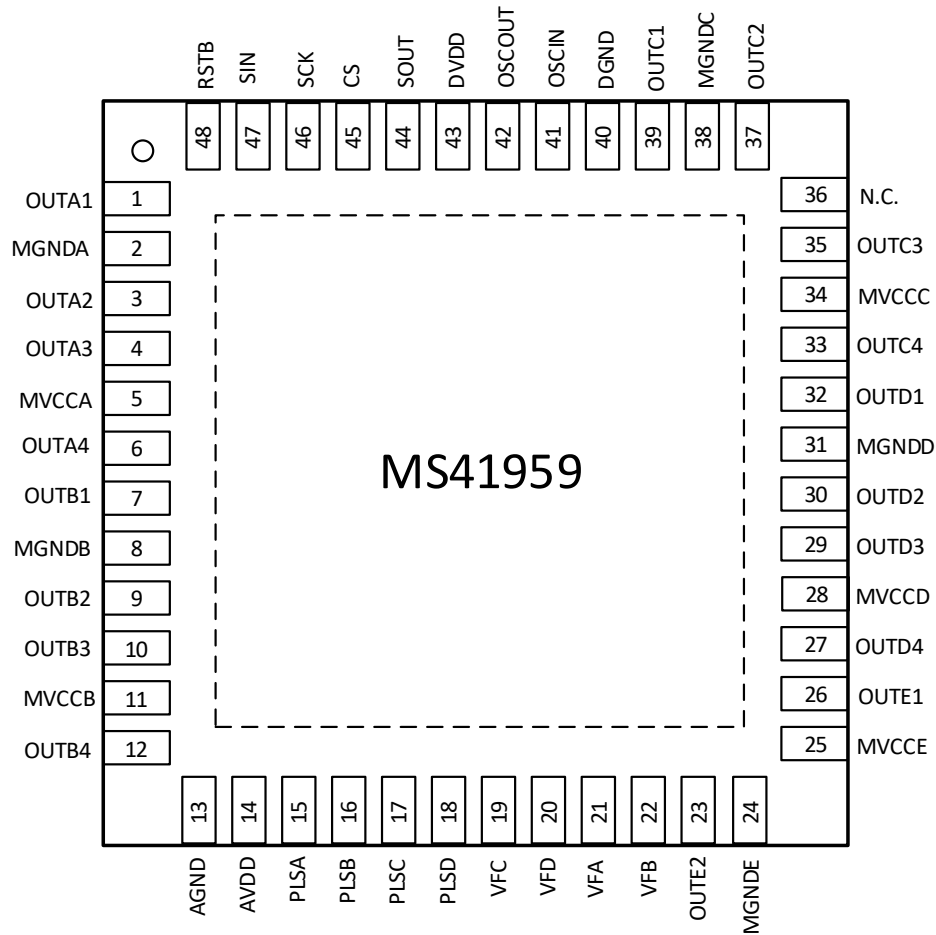 RSTB
SIN
SCK
CS
SOUT
DVDD
OSCOUT
OSCIN
DGND
OUTC1
MGNDC
OUTC2
48
47
46
45
44
43
42
41
40
39
38
37
OUTA1 1
MGNDA 2
OUTA2 3
OUTA3 4
MVCCA 5
OUTA4 6
OUTB1 7
MGNDB 8
OUTB2 9
OUTB3 10
MVCCB 11
OUTB4 12
MS41959
36 N.C.
35 OUTC3
34 MVCCC
33 OUTC4
32 OUTD1
31 MGNDD
30 OUTD2
29 OUTD3
28 MVCCD
27 OUTD4
26 OUTE1
25 MVCCE
13
14
15
16
17
18
19
20
21
22
23
24
AGND
AVDD
PLSA
PLSB
PLSC
PLSD
VFC
VFD
VFA
VFB
OUTE2
MGNDE